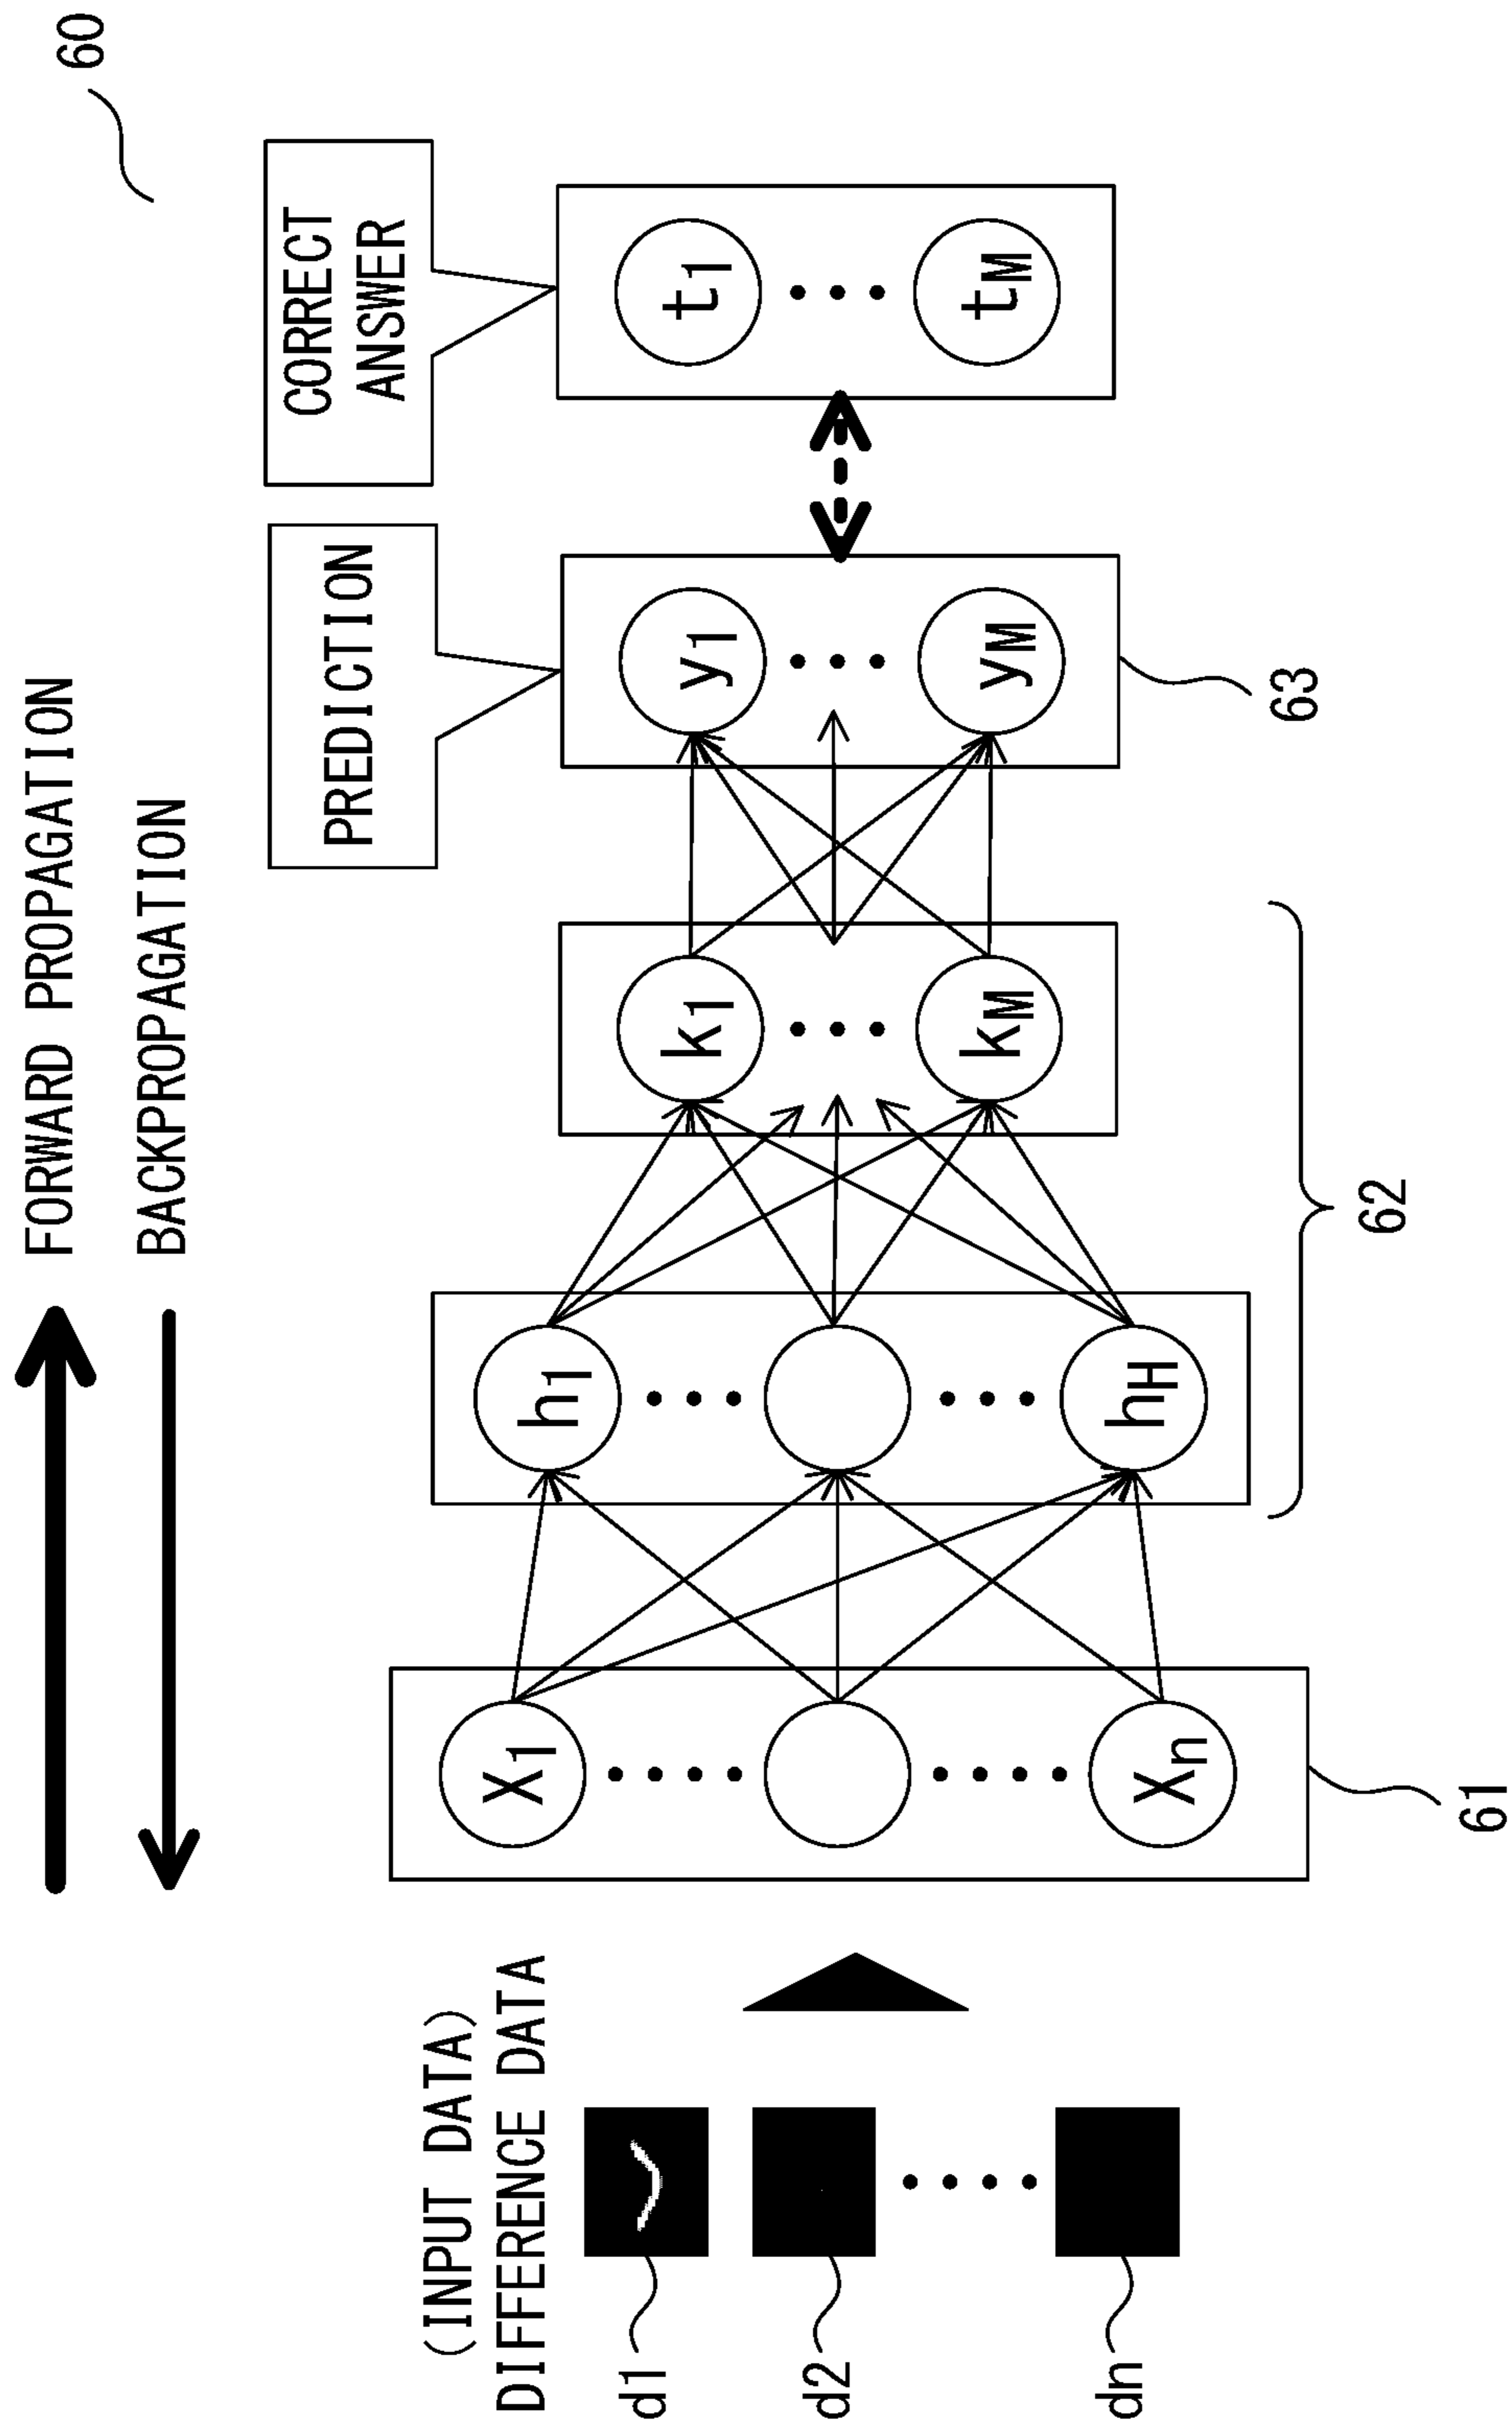 60
FORWARD PROPAGATION
BACKPROPAGATION
(INPUT DATA)
DIFFERENCE DATA
PREDICTION
CORRECT
ANSWER
d1
d2
dn
X1
Xn
h1
hH
k1
kM
y1
yM
t1
tM
61
62
63